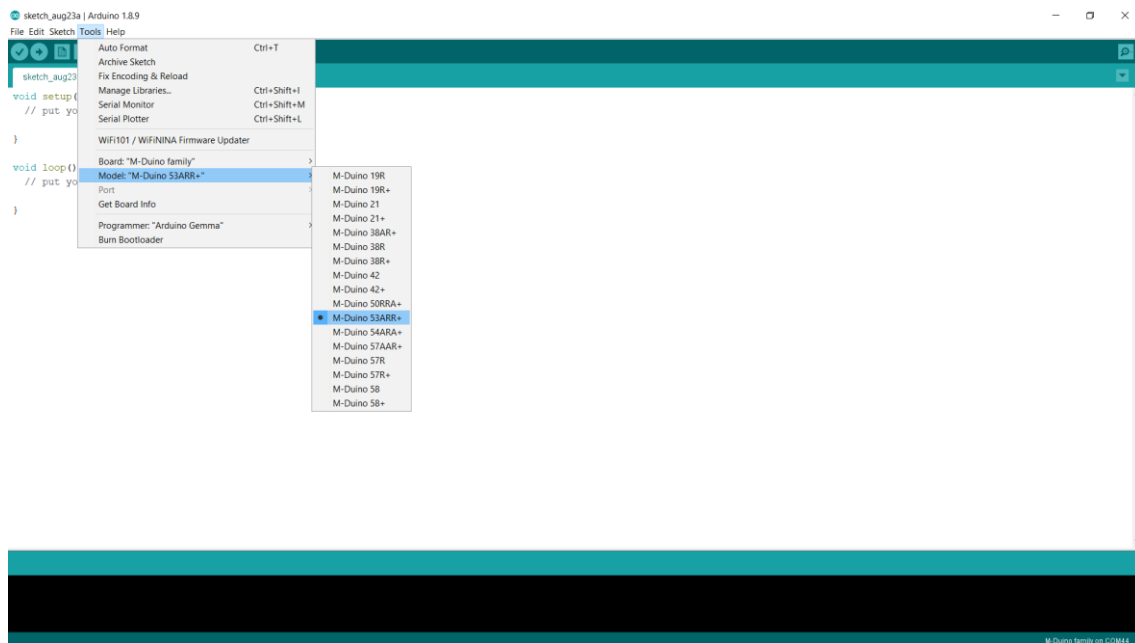 sketch_aug23a | Arduino 1.8.9
File Edit Sketch Tools Help
sketch_aug23
void setup(
// put yo
}
void loop()
// put yo
}
Auto Format Ctrl+T
Archive Sketch
Fix Encoding & Reload
Manage Libraries... Ctrl+Shift+I
Serial Monitor Ctrl+Shift+M
Serial Plotter Ctrl+Shift+L
WiFi101 / WiFiNINA Firmware Updater
Board: "M-Duino family"
Model: "M-Duino 53ARR+"
Port
Get Board Info
Programmer: "Arduino Gemma"
Burn Bootloader
M-Duino 19R
M-Duino 19R+
M-Duino 21
M-Duino 21+
M-Duino 38AR+
M-Duino 38R
M-Duino 38R+
M-Duino 42
M-Duino 42+
M-Duino 50RRA+
M-Duino 53ARR+
M-Duino 54ARA+
M-Duino 57AAR+
M-Duino 57R
M-Duino 57R+
M-Duino 58
M-Duino 58+
M-Duino family on COM44